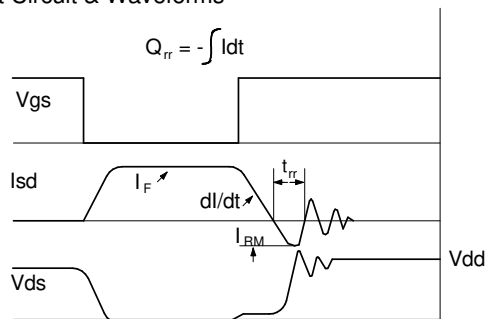 t Circuit & Waveforms
Qrr = -∫Idt
Vgs
trr
Isd
IF
dI/dt
IRM
Vdd
Vds